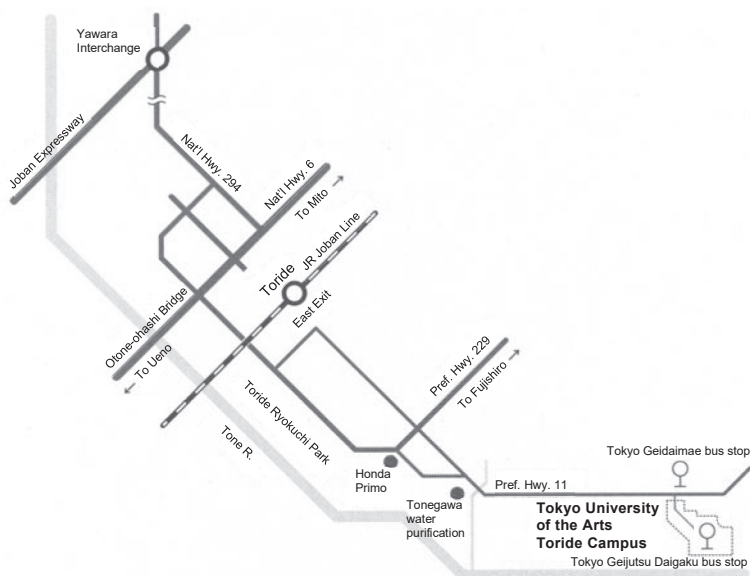 Yawara
Interchange
Joban Expressway
Nat'l Hwy. 294
Nat'l Hwy. 6
To Mito →
JR Joban Line
Toride
East Exit
Otone-ohashi Bridge
← To Ueno
Pref. Hwy. 229
To Fujishiro →
Toride Ryokuchi Park
Tone R.
Honda
Primo
Tonegawa
water
purification
Pref. Hwy. 11
Tokyo Geidaimae bus stop
Tokyo University
of the Arts
Toride Campus
Tokyo Geijutsu Daigaku bus stop